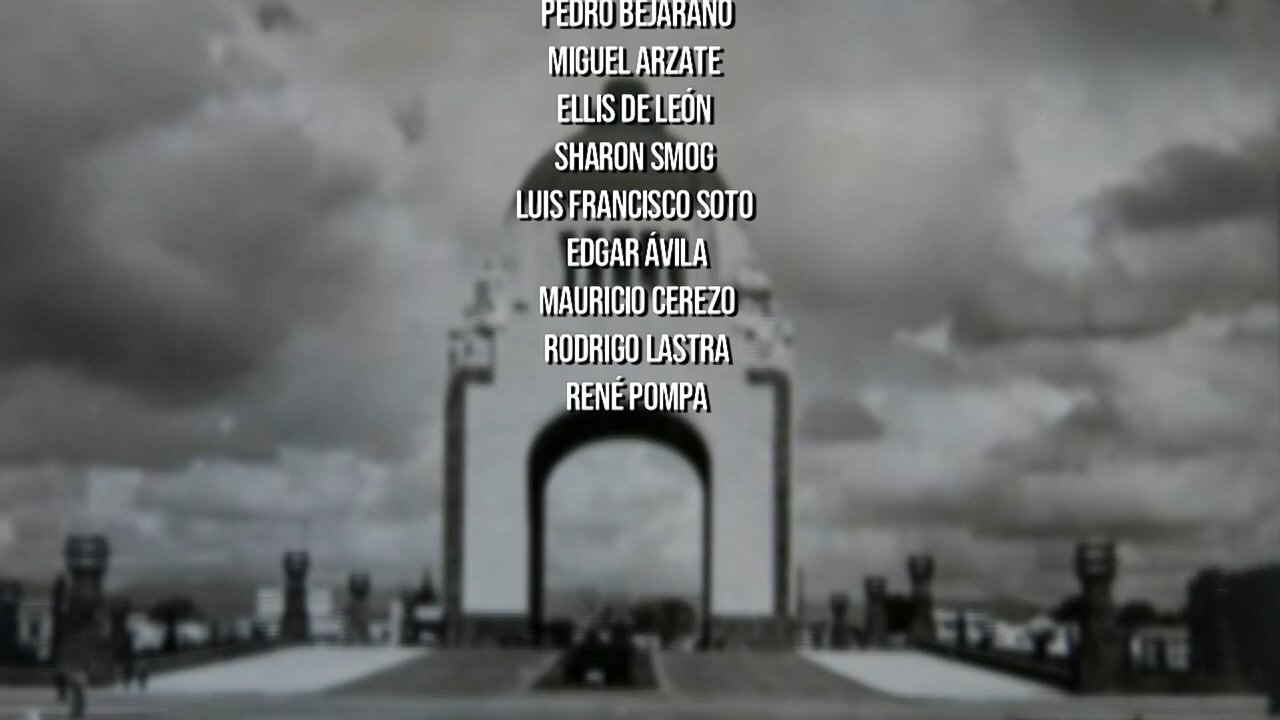 PEDRO BEJARANO
MIGUEL ARZATE
ELLIS DE LEÓN
SHARON SMOG
LUIS FRANCISCO SOTO
EDGAR ÁVILA
MAURICIO CEREZO
RODRIGO LASTRA
RENÉ POMPA